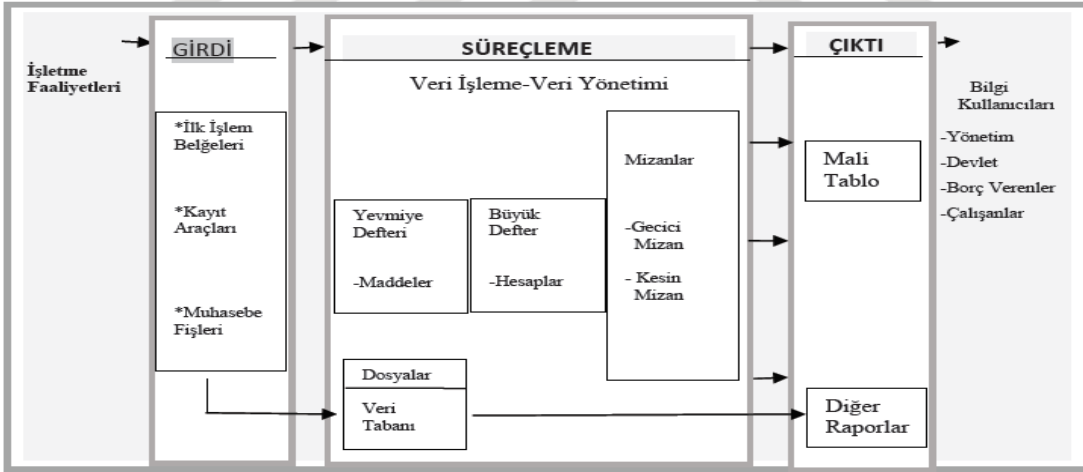 İşletme
Faaliyetleri
GİRDİ
*İlk İşlem
Belğeleri
*Kayıt
Araçları
*Muhasebe
Fişleri
SÜREÇLEME
Veri İşleme-Veri Yönetimi
Yevmiye
Defteri
-Maddeler
Büyük
Defter
-Hesaplar
Mizanlar
-Gecici
Mizan
- Kesin
Mizan
Dosyalar
Veri
Tabanı
ÇIKTI
Mali
Tablo
Diğer
Raporlar
Bilgi
Kullanıcıları
-Yönetim
-Devlet
-Borç Verenler
-Çalışanlar